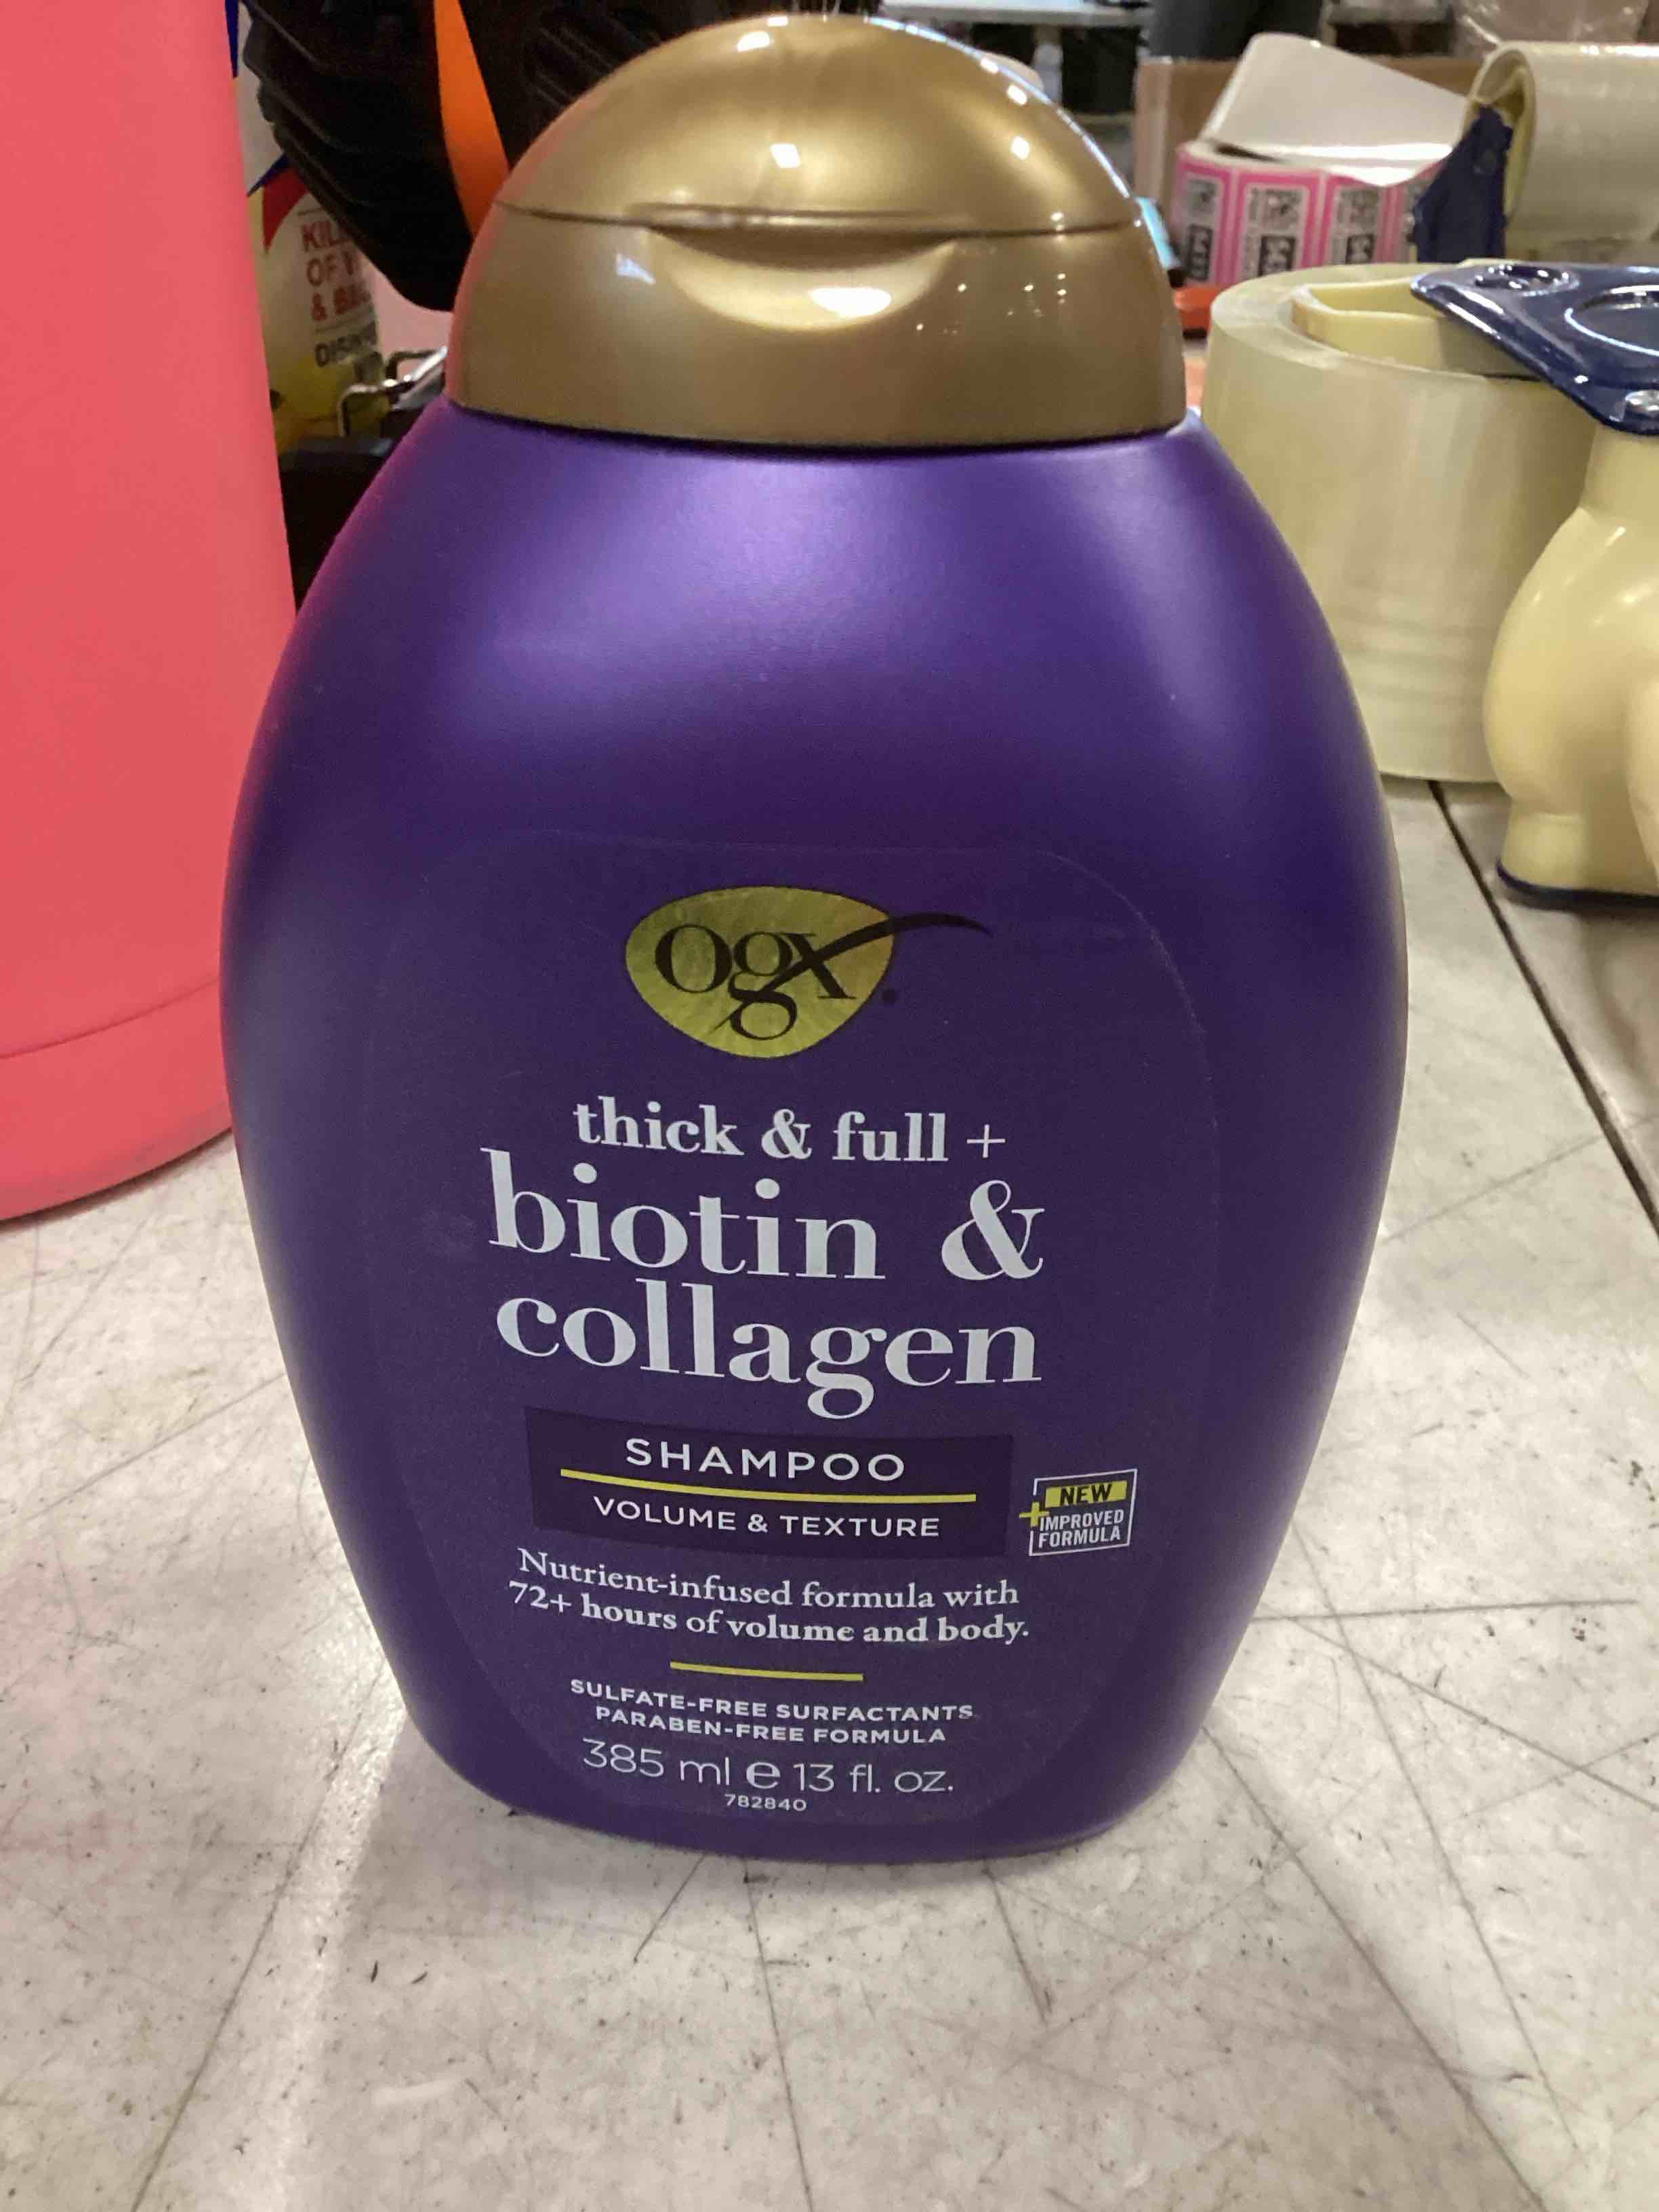 ogx
thick & full +
biotin &
collagen
SHAMPOO
VOLUME & TEXTURE
NEW
+IMPROVED
FORMULA
Nutrient-infused formula with
72+ hours of volume and body.
SULFATE-FREE SURFACTANTS
PARABEN-FREE FORMULA
385 ml e 13 fl. oz.
782840
OF
&